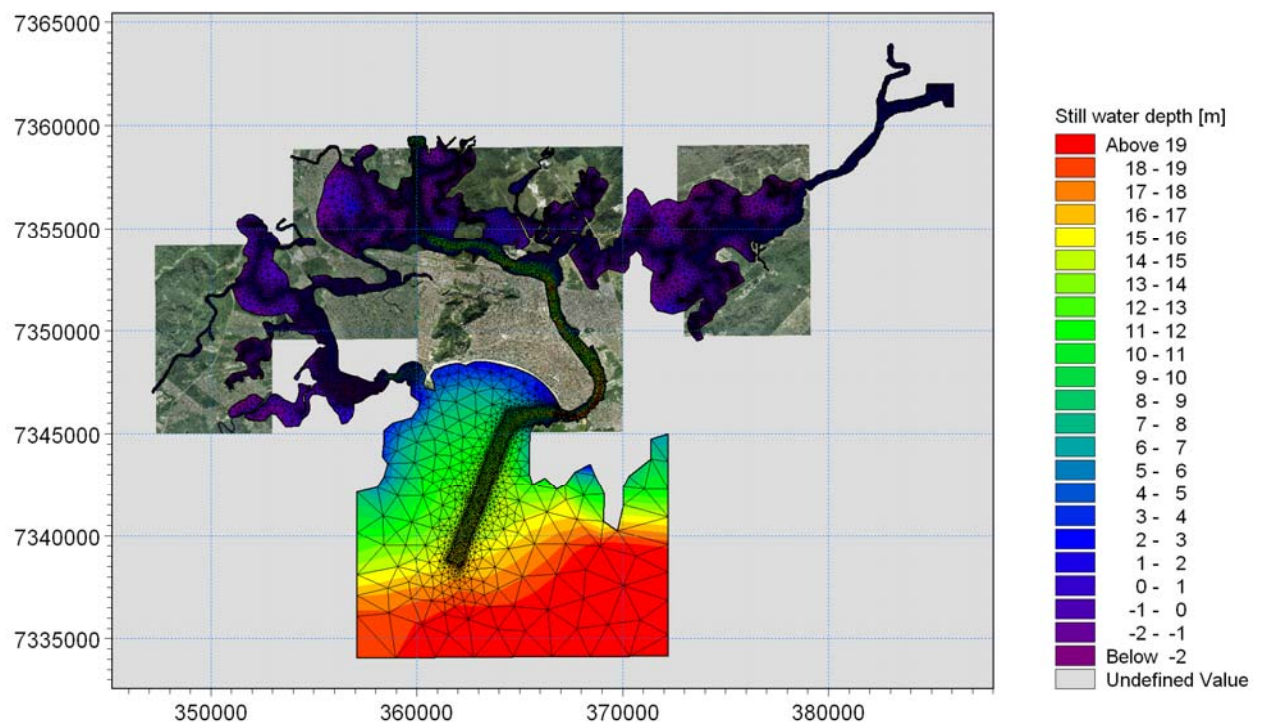 7365000
7360000
7355000
7350000
7345000
7340000
7335000
350000 360000 370000 380000
Still water depth [m]
Above 19
18 - 19
17 - 18
16 - 17
15 - 16
14 - 15
13 - 14
12 - 13
11 - 12
10 - 11
9 - 10
8 - 9
7 - 8
6 - 7
5 - 6
4 - 5
3 - 4
2 - 3
1 - 2
0 - 1
-1 - 0
-2 - -1
Below -2
Undefined Value